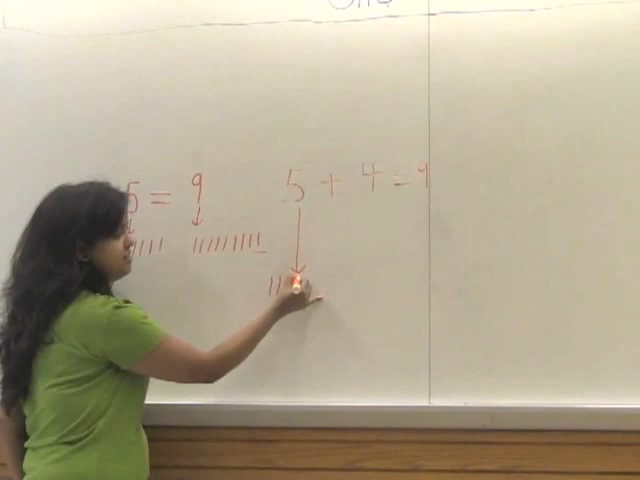 5 = 9
5 + 4 = 9